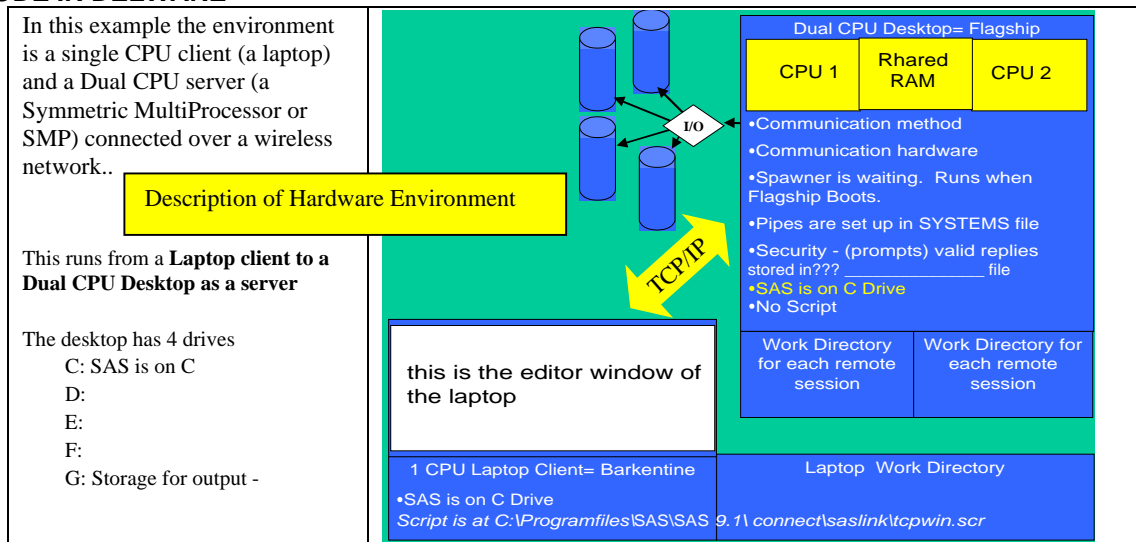 In this example the environment
is a single CPU client (a laptop)
and a Dual CPU server (a
Symmetric MultiProcessor or
SMP) connected over a wireless
network..
Description of Hardware Environment
This runs from a Laptop client to a
Dual CPU Desktop as a server
The desktop has 4 drives
C: SAS is on C
D:
E:
F:
G: Storage for output -
Dual CPU Desktop= Flagship
CPU 1
Rhared
RAM
CPU 2
I/O
•Communication method
•Communication hardware
•Spawner is waiting. Runs when
Flagship Boots.
•Pipes are set up in SYSTEMS file
•Security - (prompts) valid replies
stored in??? ________________ file
•SAS is on C Drive
•No Script
TCP/IP
Work Directory
for each remote
session
Work Directory for
each remote
session
this is the editor window of
the laptop
1 CPU Laptop Client= Barkentine
•SAS is on C Drive
Script is at C:\Programfiles\SAS\SAS 9.1\ connect\saslink\tcpwin.scr
Laptop Work Directory